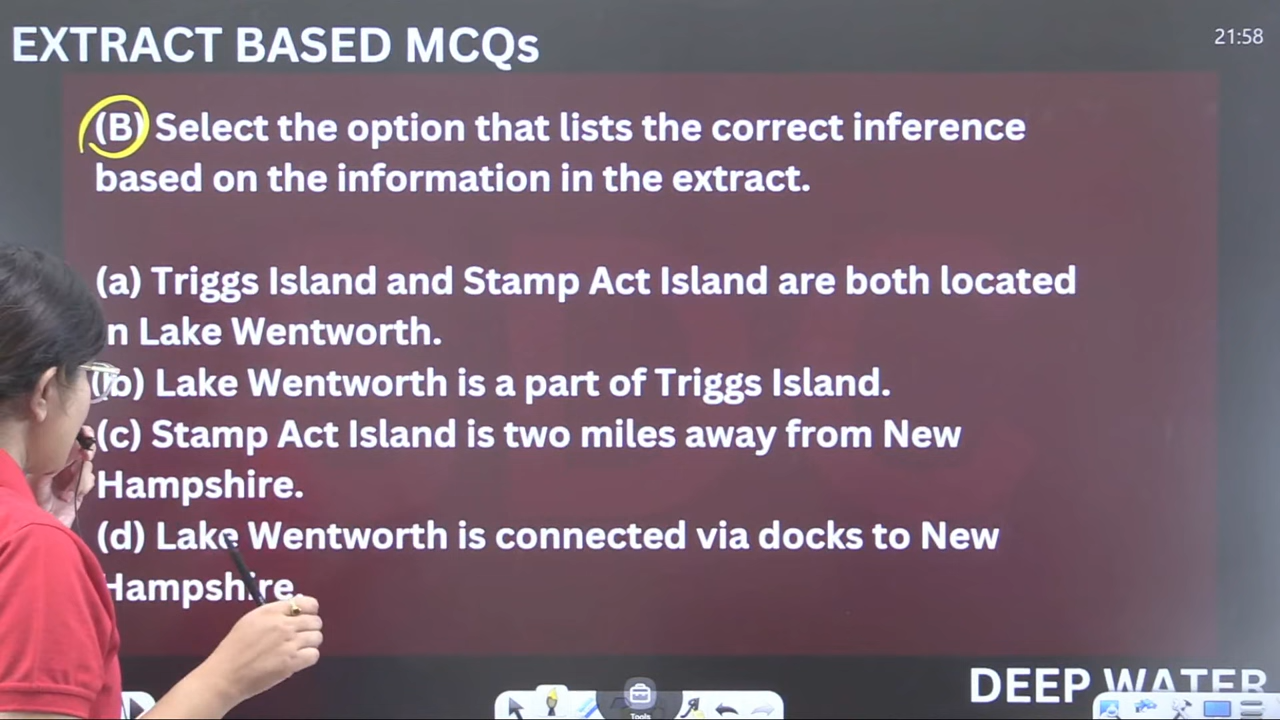 EXTRACT BASED MCQs
21:58
(B) Select the option that lists the correct inference
based on the information in the extract.
(a) Triggs Island and Stamp Act Island are both located
in Lake Wentworth.
(b) Lake Wentworth is a part of Triggs Island.
(c) Stamp Act Island is two miles away from New
Hampshire.
(d) Lake Wentworth is connected via docks to New
Hampshire.
DEEP WATER
Tools